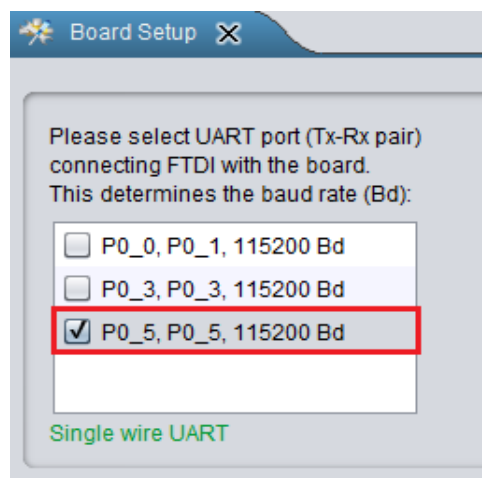 Board Setup
Please select UART port (Tx-Rx pair)
connecting FTDI with the board.
This determines the baud rate (Bd):
P0_0, P0_1, 115200 Bd
P0_3, P0_3, 115200 Bd
P0_5, P0_5, 115200 Bd
Single wire UART